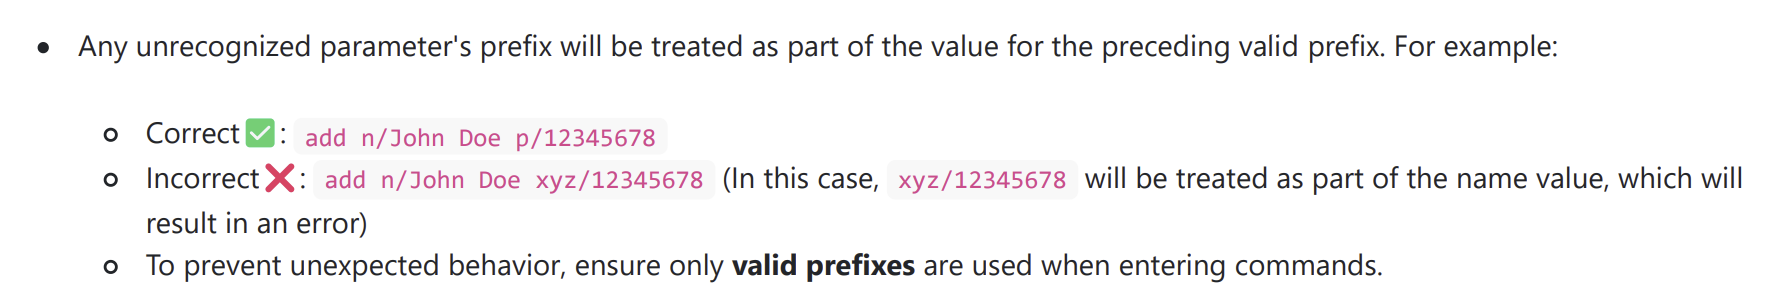 • Any unrecognized parameter's prefix will be treated as part of the value for the preceding valid prefix. For example:
○ Correct✅: add n/John Doe p/12345678
○ Incorrect❌: add n/John Doe xyz/12345678 (In this case, xyz/12345678 will be treated as part of the name value, which will
result in an error)
○ To prevent unexpected behavior, ensure only valid prefixes are used when entering commands.